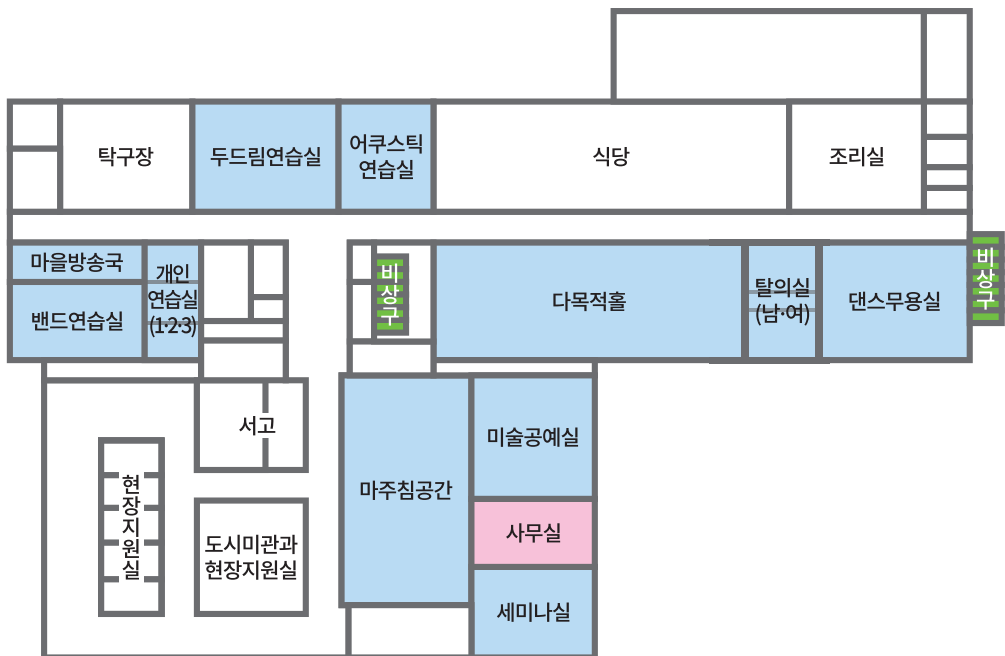 탁구장
두드림연습실
어쿠스틱
연습실
식당
조리실
마을방송국
밴드연습실
개인
연습실
(1·2·3)
비상구
다목적홀
탈의실
(남·여)
댄스무용실
비상구
서고
현장지원실
도시미관과
현장지원실
마주침공간
미술공예실
사무실
세미나실